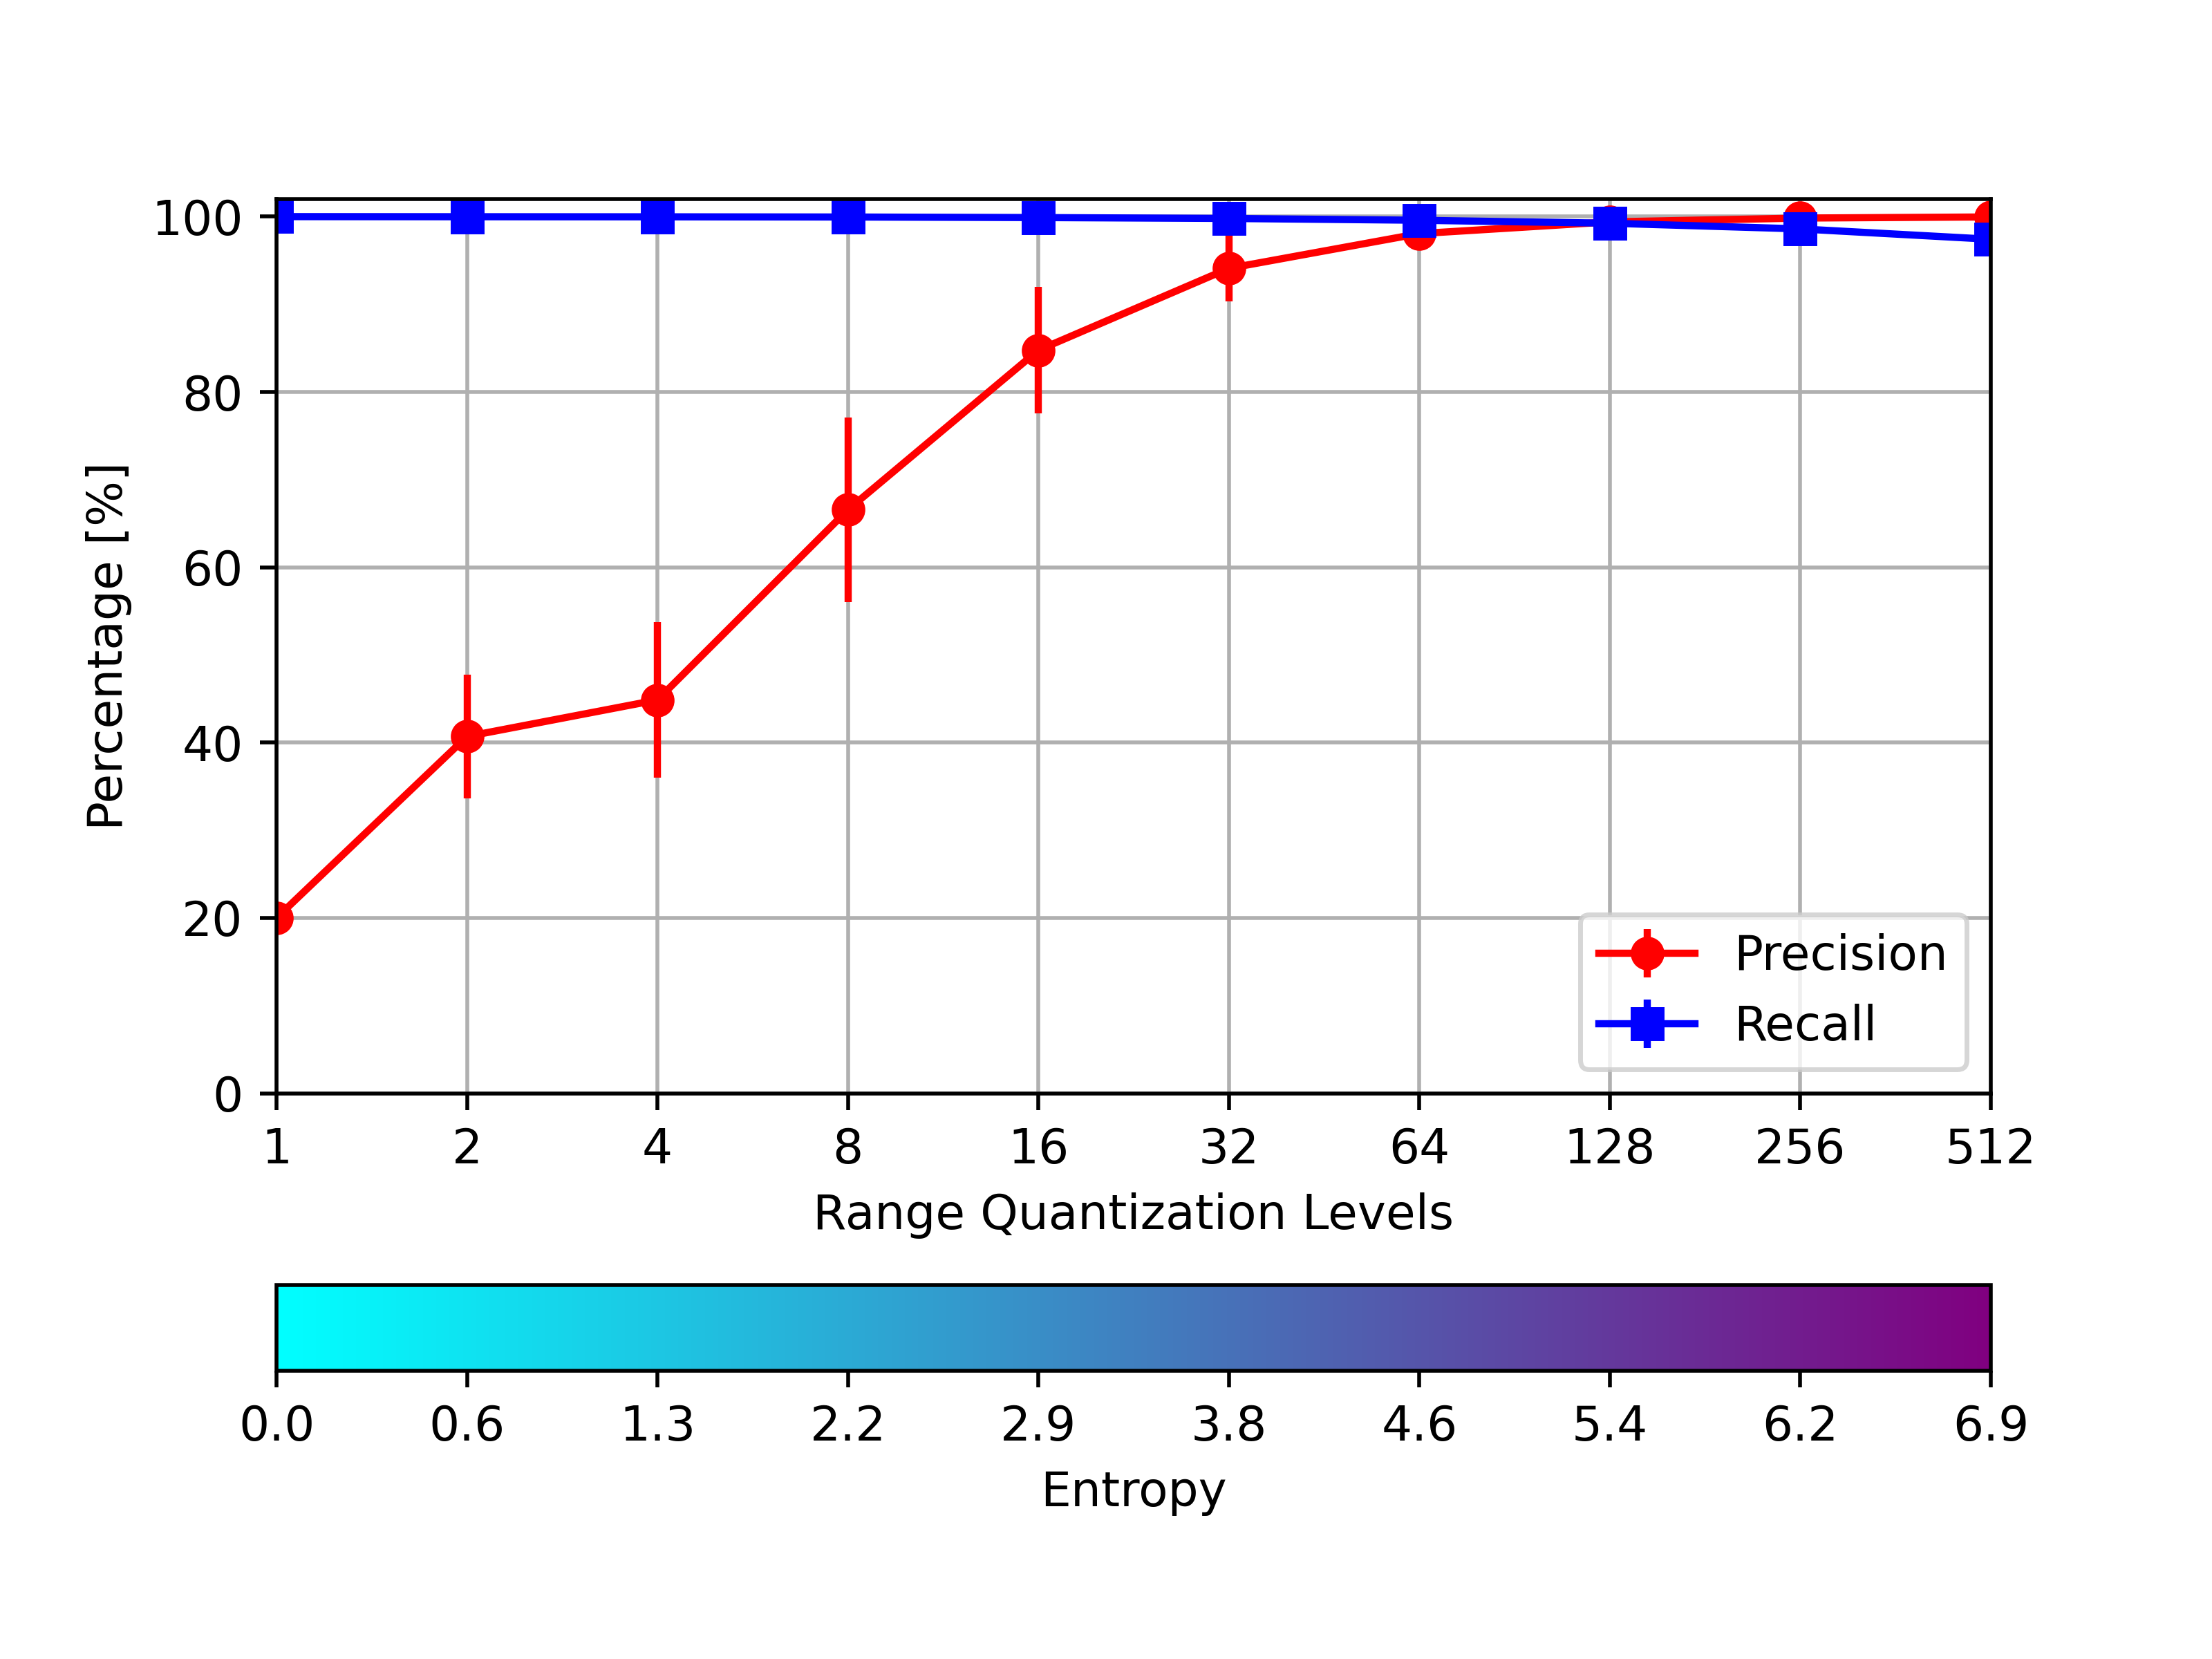 100
80
60
40
20
0
Percentage [%]
Precision
Recall
1 2 4 8 16 32 64 128 256 512
Range Quantization Levels
0.0 0.6 1.3 2.2 2.9 3.8 4.6 5.4 6.2 6.9
Entropy